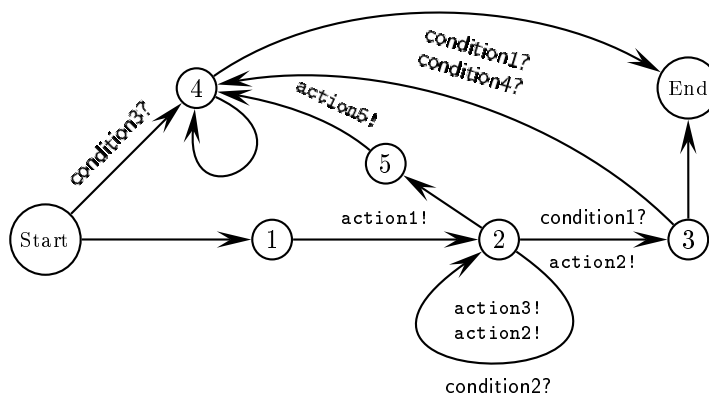 condition1?
condition4?
4
End
condition3?
action5!
5
Start
1
action1!
2
condition1?
action2!
3
action3!
action2!
condition2?